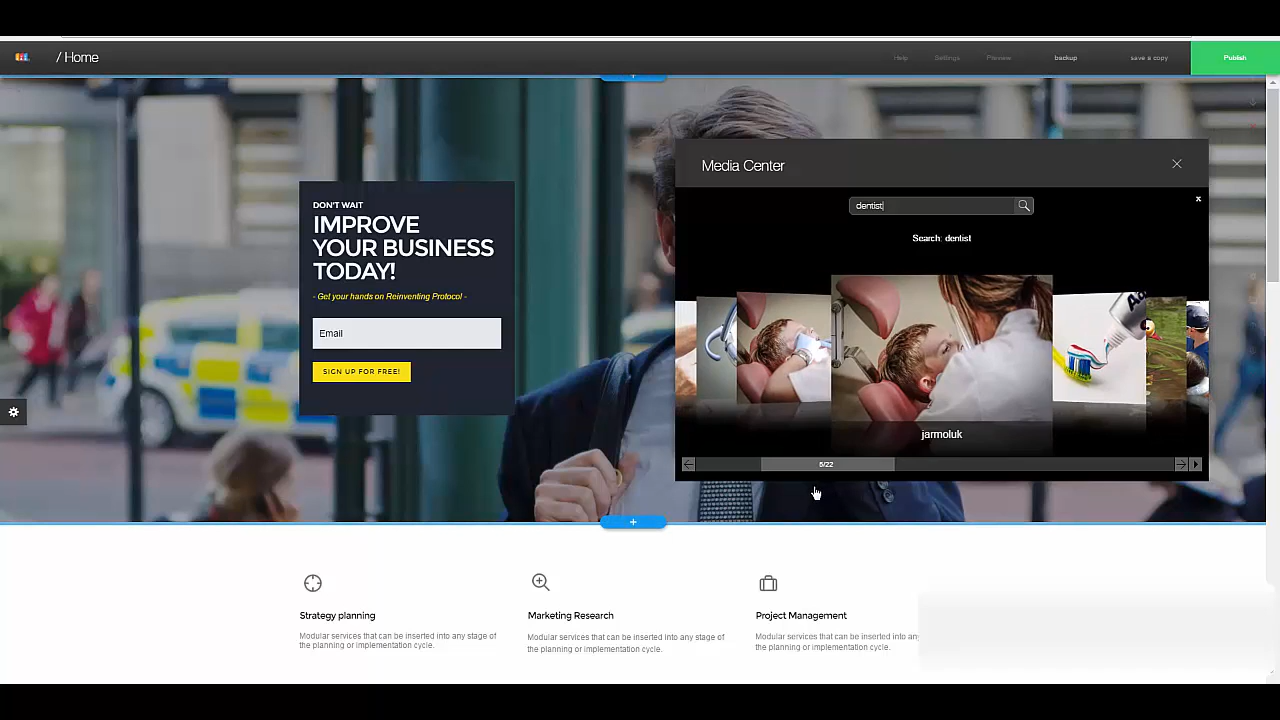 / Home
Help
Settings
Preview
backup
save a copy
Publish
DON'T WAIT
IMPROVE
YOUR BUSINESS
TODAY!
- Get your hands on Reinventing Protocol -
Email
SIGN UP FOR FREE!
Media Center
dentist
x
Search: dentist
jarmoluk
5/22
Strategy planning
Modular services that can be inserted into any stage of
the planning or implementation cycle.
Marketing Research
Modular services that can be inserted into any stage of
the planning or implementation cycle.
Project Management
Modular services that can be inserted into any
the planning or implementation cycle.